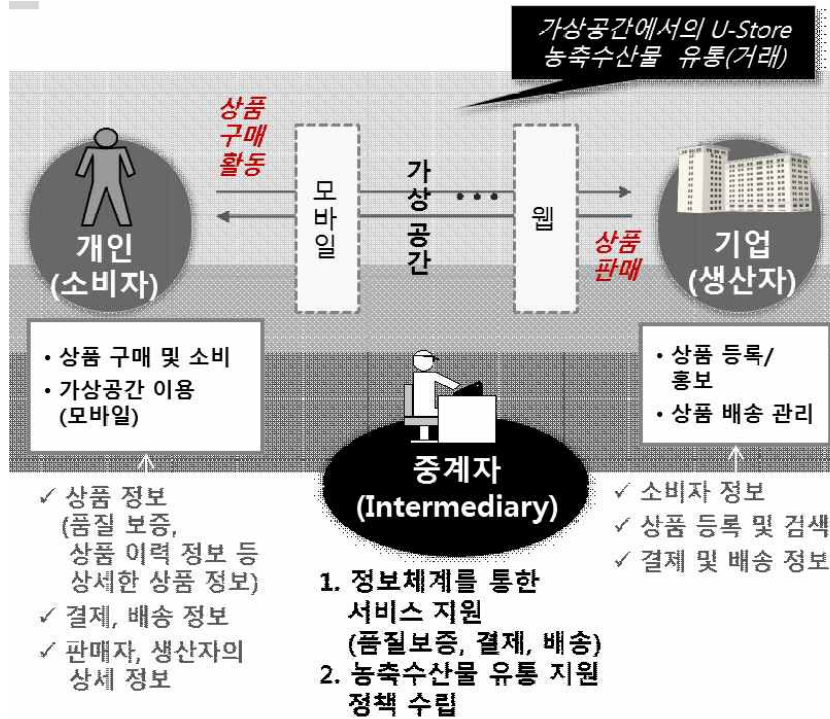 가상공간에서의 U-Store
농축수산물 유통(거래)
상품
구매
활동
모바일
가상 공간
...
웹
상품
판매
개인
(소비자)
기업
(생산자)
• 상품 구매 및 소비
• 가상공간 이용
(모바일)
• 상품 등록/
홍보
• 상품 배송 관리
중계자
(Intermediary)
✓ 상품 정보
(품질 보증,
상품 이력 정보 등
상세한 상품 정보)
✓ 결제, 배송 정보
✓ 판매자, 생산자의
상세 정보
1. 정보체계를 통한
서비스 지원
(품질보증, 결제, 배송)
2. 농축수산물 유통 지원
정책 수립
✓ 소비자 정보
✓ 상품 등록 및 검색
✓ 결제 및 배송 정보